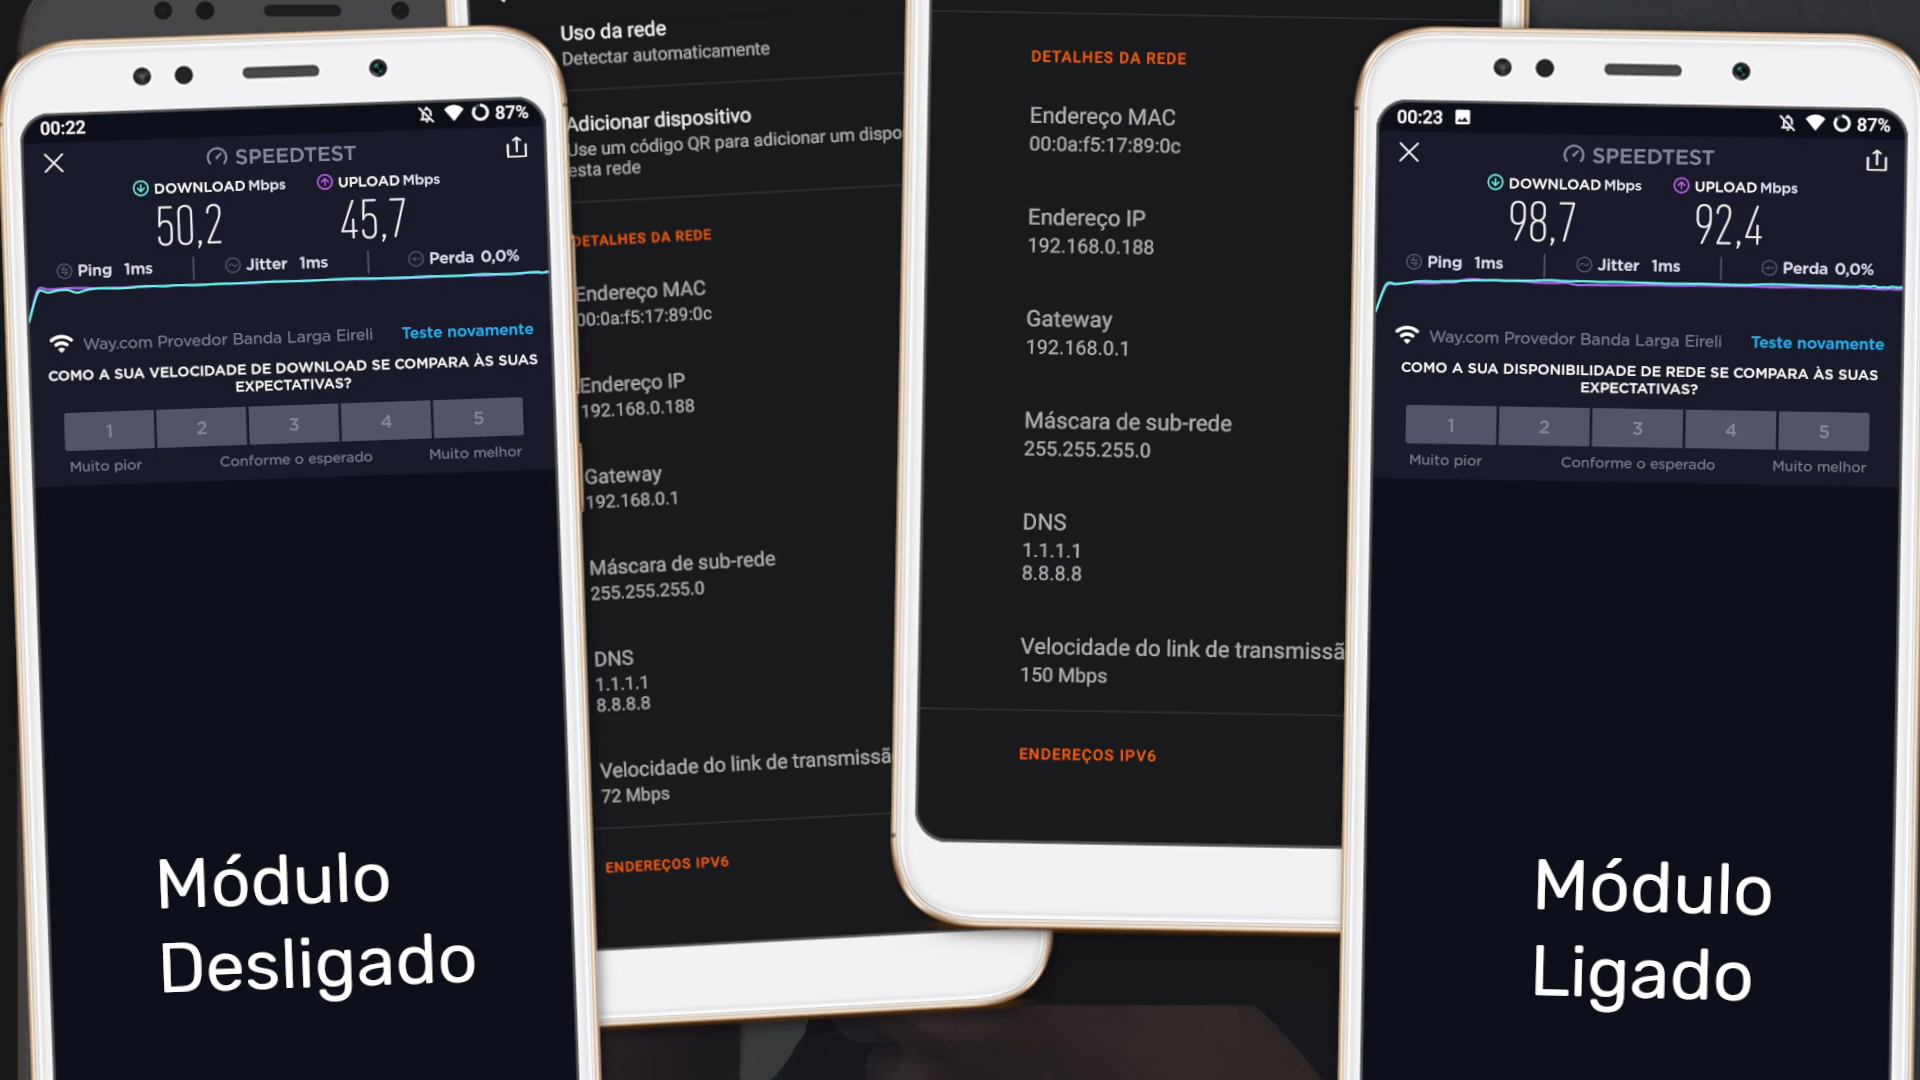 00:22
87%
SPEEDTEST
DOWNLOAD Mbps
UPLOAD Mbps
50,2
45,7
Ping 1ms
Jitter 1ms
Perda 0,0%
Way.com Provedor Banda Larga Eireli
Teste novamente
COMO A SUA VELOCIDADE DE DOWNLOAD SE COMPARA ÀS SUAS
EXPECTATIVAS?
1 2 3 4 5
Muito pior
Conforme o esperado
Muito melhor
Módulo
Desligado
Uso da rede
Detectar automaticamente
Adicionar dispositivo
Use um código QR para adicionar um dispo
esta rede
DETALHES DA REDE
Endereço MAC
00:0a:f5:17:89:0c
Endereço IP
192.168.0.188
Gateway
192.168.0.1
Máscara de sub-rede
255.255.255.0
DNS
1.1.1.1
8.8.8.8
Velocidade do link de transmissã
72 Mbps
ENDEREÇOS IPV6
DETALHES DA REDE
Endereço MAC
00:0a:f5:17:89:0c
Endereço IP
192.168.0.188
Gateway
192.168.0.1
Máscara de sub-rede
255.255.255.0
DNS
1.1.1.1
8.8.8.8
Velocidade do link de transmissã
150 Mbps
ENDEREÇOS IPV6
00:23
87%
SPEEDTEST
DOWNLOAD Mbps
UPLOAD Mbps
98,7
92,4
Ping 1ms
Jitter 1ms
Perda 0,0%
Way.com Provedor Banda Larga Eireli
Teste novamente
COMO A SUA DISPONIBILIDADE DE REDE SE COMPARA ÀS SUAS
EXPECTATIVAS?
1 2 3 4 5
Muito pior
Conforme o esperado
Muito melhor
Módulo
Ligado